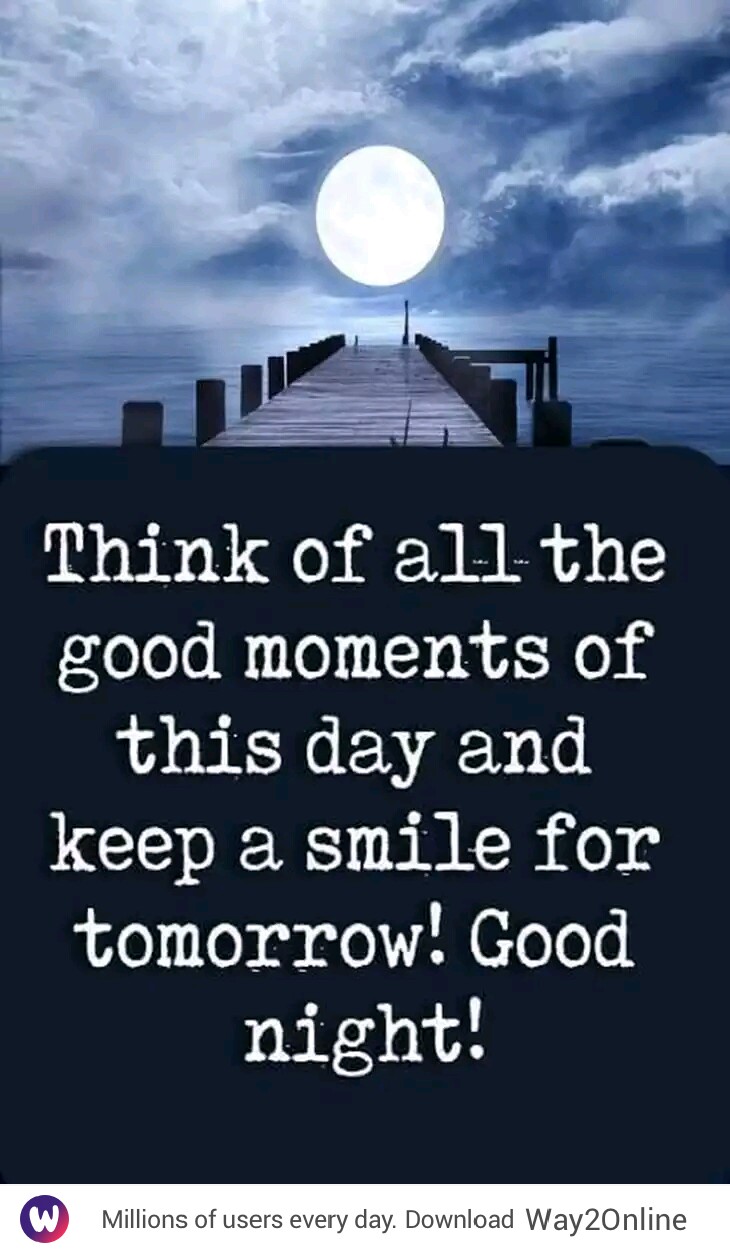 Think of all the
good moments of
this day and
keep a smile for
tomorrow! Good
night!
W Millions of users every day. Download Way2Online